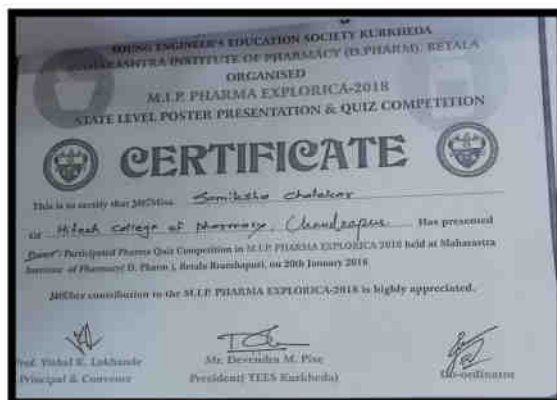 YOUNG ENGINEER'S EDUCATION SOCIETY KURKHEDA
MAHARASHTRA INSTITUTE OF PHARMACY (D.PHARM), BETALA
ORGANISED
M.I.P. PHARMA EXPLORICA-2018
STATE LEVEL POSTER PRESENTATION & QUIZ COMPETITION
CERTIFICATE
This is to certify that Mr/Miss. Samiksha Chatakar
of Hitech College of pharmacy, Chandrapur Has presented
Poster / Participated Pharma Quiz Competition in M.I.P. PHARMA EXPLORICA 2018 held at Maharastra
Institute of Pharmacy( D. Pharm ), Betala Bramhapuri, on 20th January 2018
His/Her contribution to the M.I.P. PHARMA EXPLORICA-2018 is highly appreciated.
Prof. Vishal K. Lokhande
Principal & Convener
Mr. Devendra M. Pise
President( YEES Kurkheda)
Co-ordinator